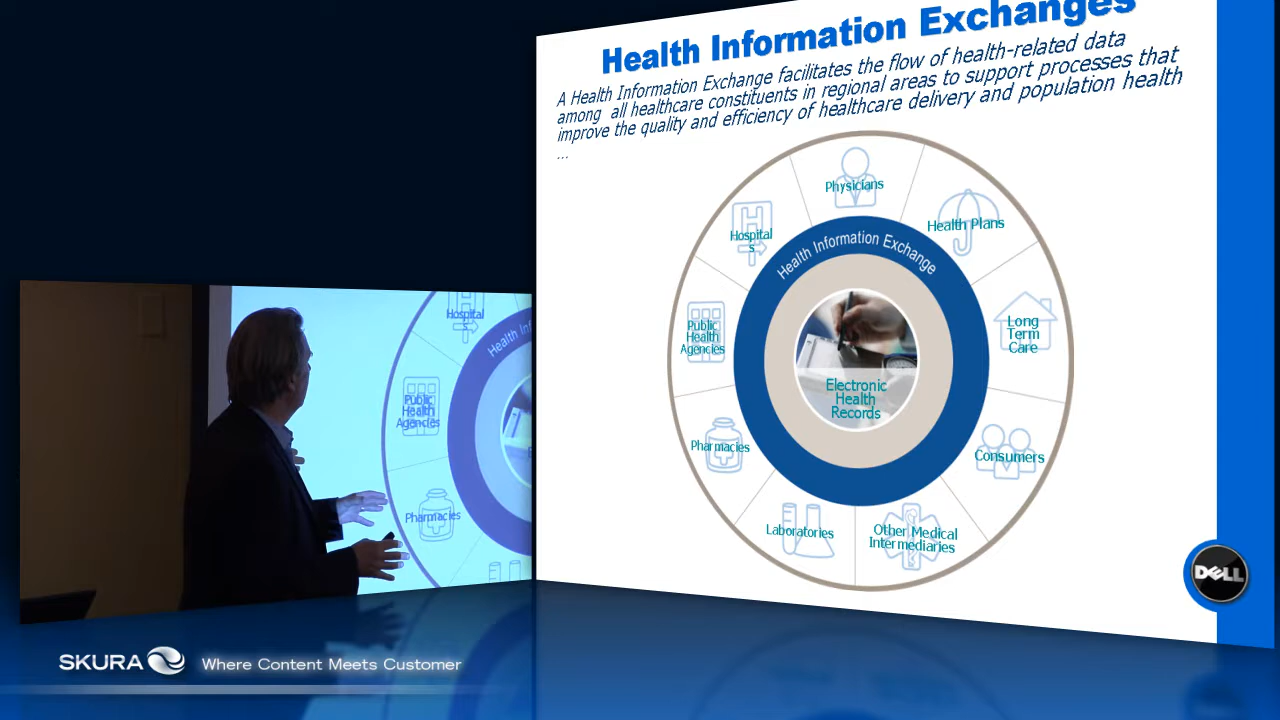 Health Information Exchanges
A Health Information Exchange facilitates the flow of health-related data
among all healthcare constituents in regional areas to support processes that
improve the quality and efficiency of healthcare delivery and population health
...
Physicians
Health Plans
Hospital
s
Health Information Exchange
Public
Health
Agencies
Long
Term
Care
Electronic
Health
Records
Pharmacies
Consumers
Laboratories
Other Medical
Intermediaries
DELL
Hospital
s
Health In
Public
Health
Agencies
Pharmacies
SKURA Where Content Meets Customer